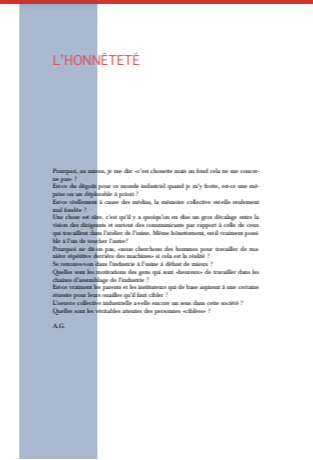 L'HONNÊTETÉ
Pourquoi, au mieux, je me dis: «c'est chouette mais au fond cela ne me concer-
ne pas» ?
Est-ce du dégoût pour ce monde industriel quand je m'y frotte, est-ce une mé-
prise ou un déplorable à priori ?
Est-ce réellement à cause des médias, la mémoire collective est-elle seulement
mal fondée ?
Une chose est sûre, c'est qu'il y a quoiqu'on en dise un gros décalage entre la
vision des dirigeants et surtout des communicants par rapport à celle de ceux
qui travaillent dans l'atelier de l'usine. Même honnêtement, est-il vraiment possi-
ble à l'un de toucher l'autre?
Pourquoi ne dit-on pas, «nous cherchons des hommes pour travailler de ma-
nière répétitive derrière des machines» si cela est la réalité ?
Se retrouve-t-on dans l'industrie à l'usine à défaut de mieux ?
Quelles sont les motivations des gens qui sont «heureux» de travailler dans les
chaines d'assemblage de l'industrie ?
Est-ce vraiment les parents et les instituteurs qui de base aspirent à une certaine
réussite pour leurs ouailles qu'il faut cibler ?
L'oeuvre collective industrielle a-t-elle encore un sens dans cette société ?
Quelles sont les véritables attentes des personnes «ciblées» ?
A.G.